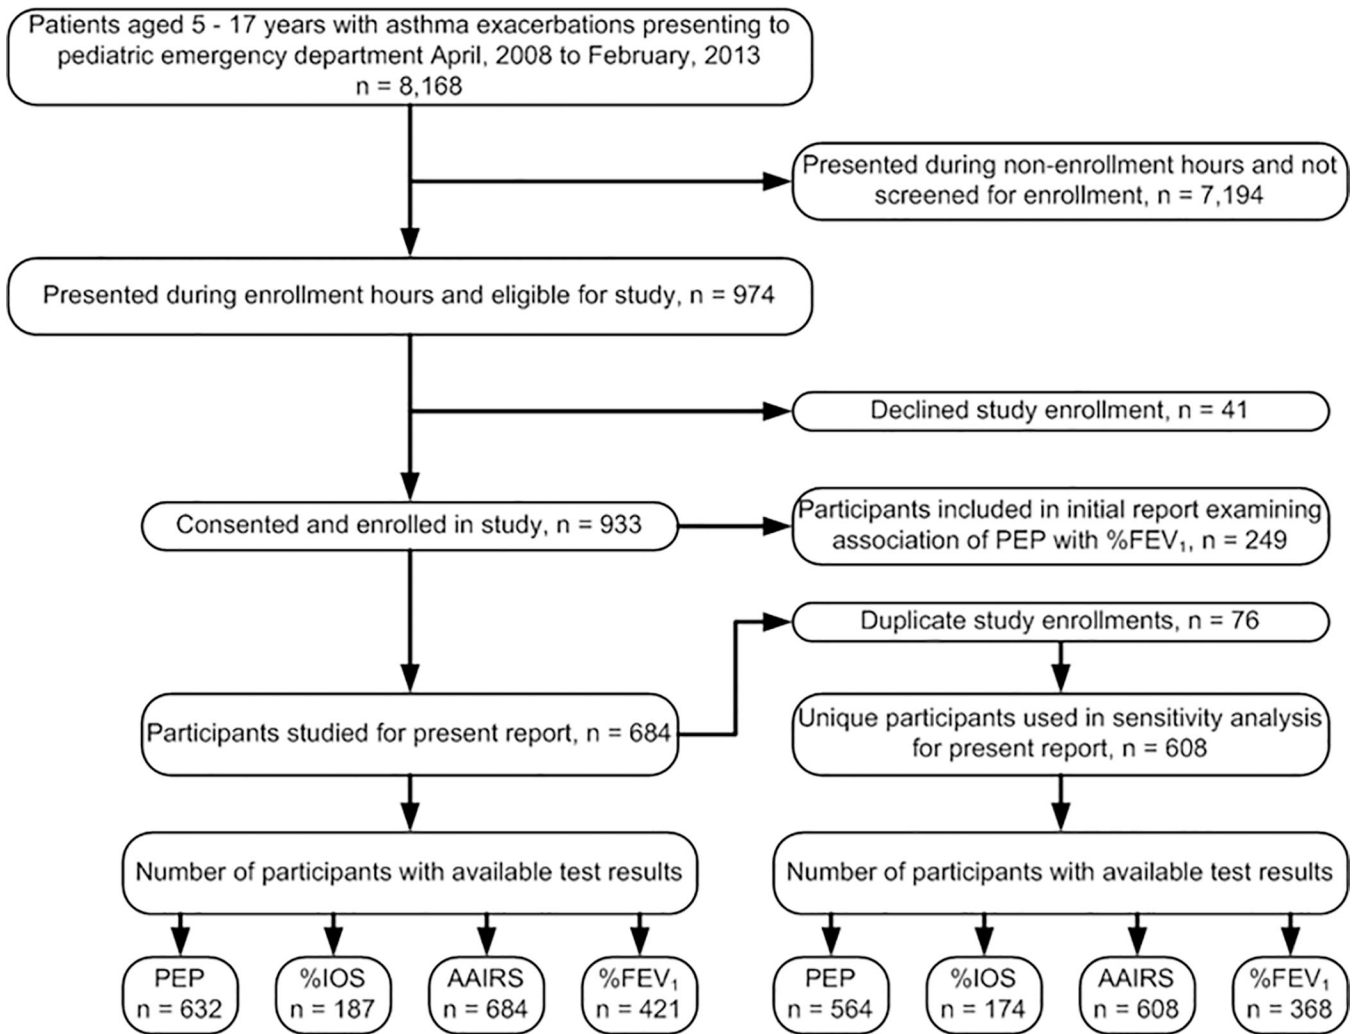 Patients aged 5 - 17 years with asthma exacerbations presenting to
pediatric emergency department April, 2008 to February, 2013
n = 8,168
Presented during non-enrollment hours and not
screened for enrollment, n = 7,194
Presented during enrollment hours and eligible for study, n = 974
Declined study enrollment, n = 41
Consented and enrolled in study, n = 933
Participants included in initial report examining
association of PEP with %FEV₁, n = 249
Duplicate study enrollments, n = 76
Participants studied for present report, n = 684
Unique participants used in sensitivity analysis
for present report, n = 608
Number of participants with available test results
PEP
n = 632
%IOS
n = 187
AAIRS
n = 684
%FEV₁
n = 421
Number of participants with available test results
PEP
n = 564
%IOS
n = 174
AAIRS
n = 608
%FEV₁
n = 368